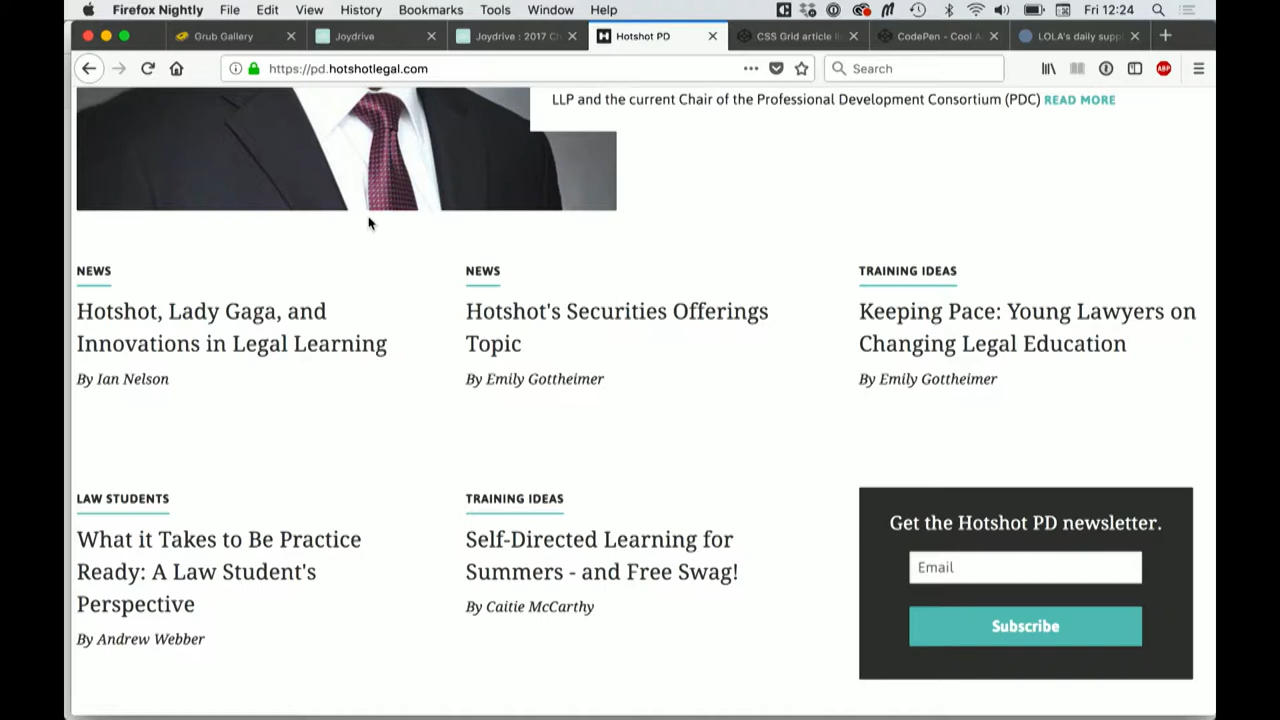 Firefox Nightly File Edit View History Bookmarks Tools Window Help Fri 12:24
Grub Gallery Joydrive Joydrive : 2017 Ch Hotshot PD CSS Grid article li CodePen - Cool A LOLA's daily supp
https://pd.hotshotlegal.com Search ABP
LLP and the current Chair of the Professional Development Consortium (PDC) READ MORE
NEWS
Hotshot, Lady Gaga, and
Innovations in Legal Learning
By Ian Nelson
NEWS
Hotshot's Securities Offerings
Topic
By Emily Gottheimer
TRAINING IDEAS
Keeping Pace: Young Lawyers on
Changing Legal Education
By Emily Gottheimer
LAW STUDENTS
What it Takes to Be Practice
Ready: A Law Student's
Perspective
By Andrew Webber
TRAINING IDEAS
Self-Directed Learning for
Summers - and Free Swag!
By Caitie McCarthy
Get the Hotshot PD newsletter.
Email
Subscribe